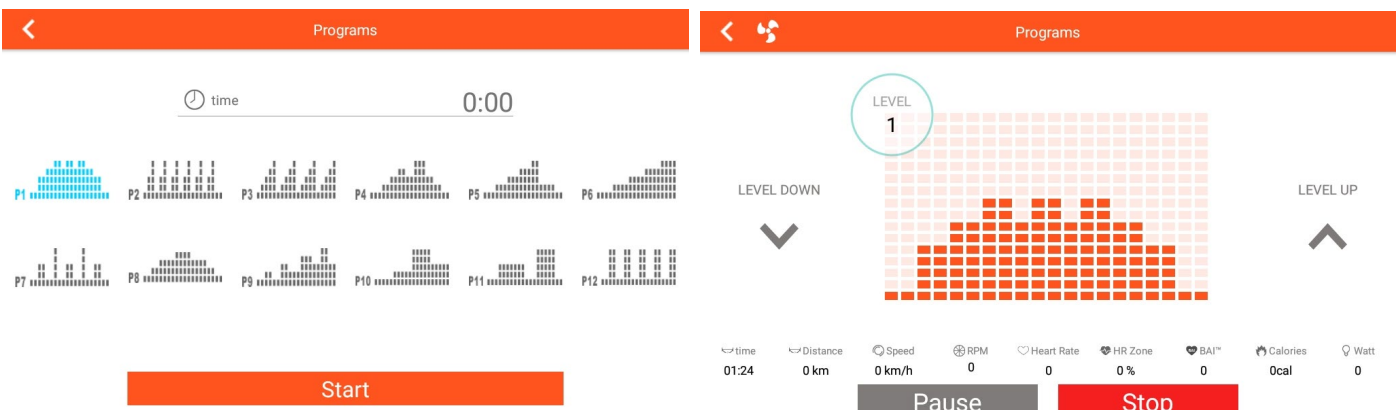 Programs
time 0:00
P1 P2 P3 P4 P5 P6
P7 P8 P9 P10 P11 P12
Start
Programs
LEVEL
1
LEVEL DOWN
LEVEL UP
time Distance Speed RPM Heart Rate HR Zone BAI™ Calories Watt
01:24 0 km 0 km/h 0 0 0 % 0 0cal 0
Pause Stop